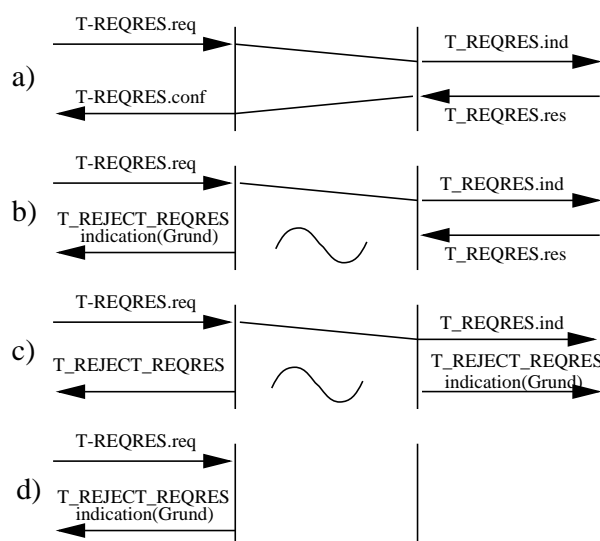 T-REQRES.req
T_REQRES.ind
a)
T-REQRES.conf
T_REQRES.res
T-REQRES.req
T_REQRES.ind
b)
T_REJECT_REQRES
indication(Grund)
T_REQRES.res
T-REQRES.req
T_REQRES.ind
c)
T_REJECT_REQRES
T_REJECT_REQRES
indication(Grund)
T-REQRES.req
d)
T_REJECT_REQRES
indication(Grund)